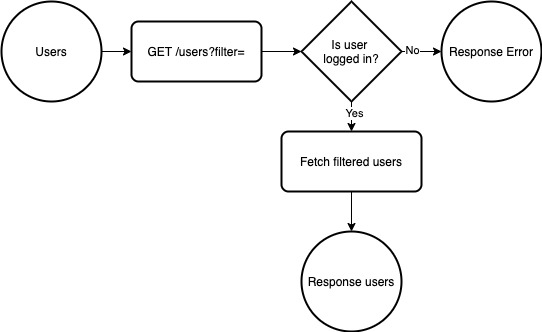 Users
GET /users?filter=
Is user
logged in?
No
Response Error
Yes
Fetch filtered users
Response users